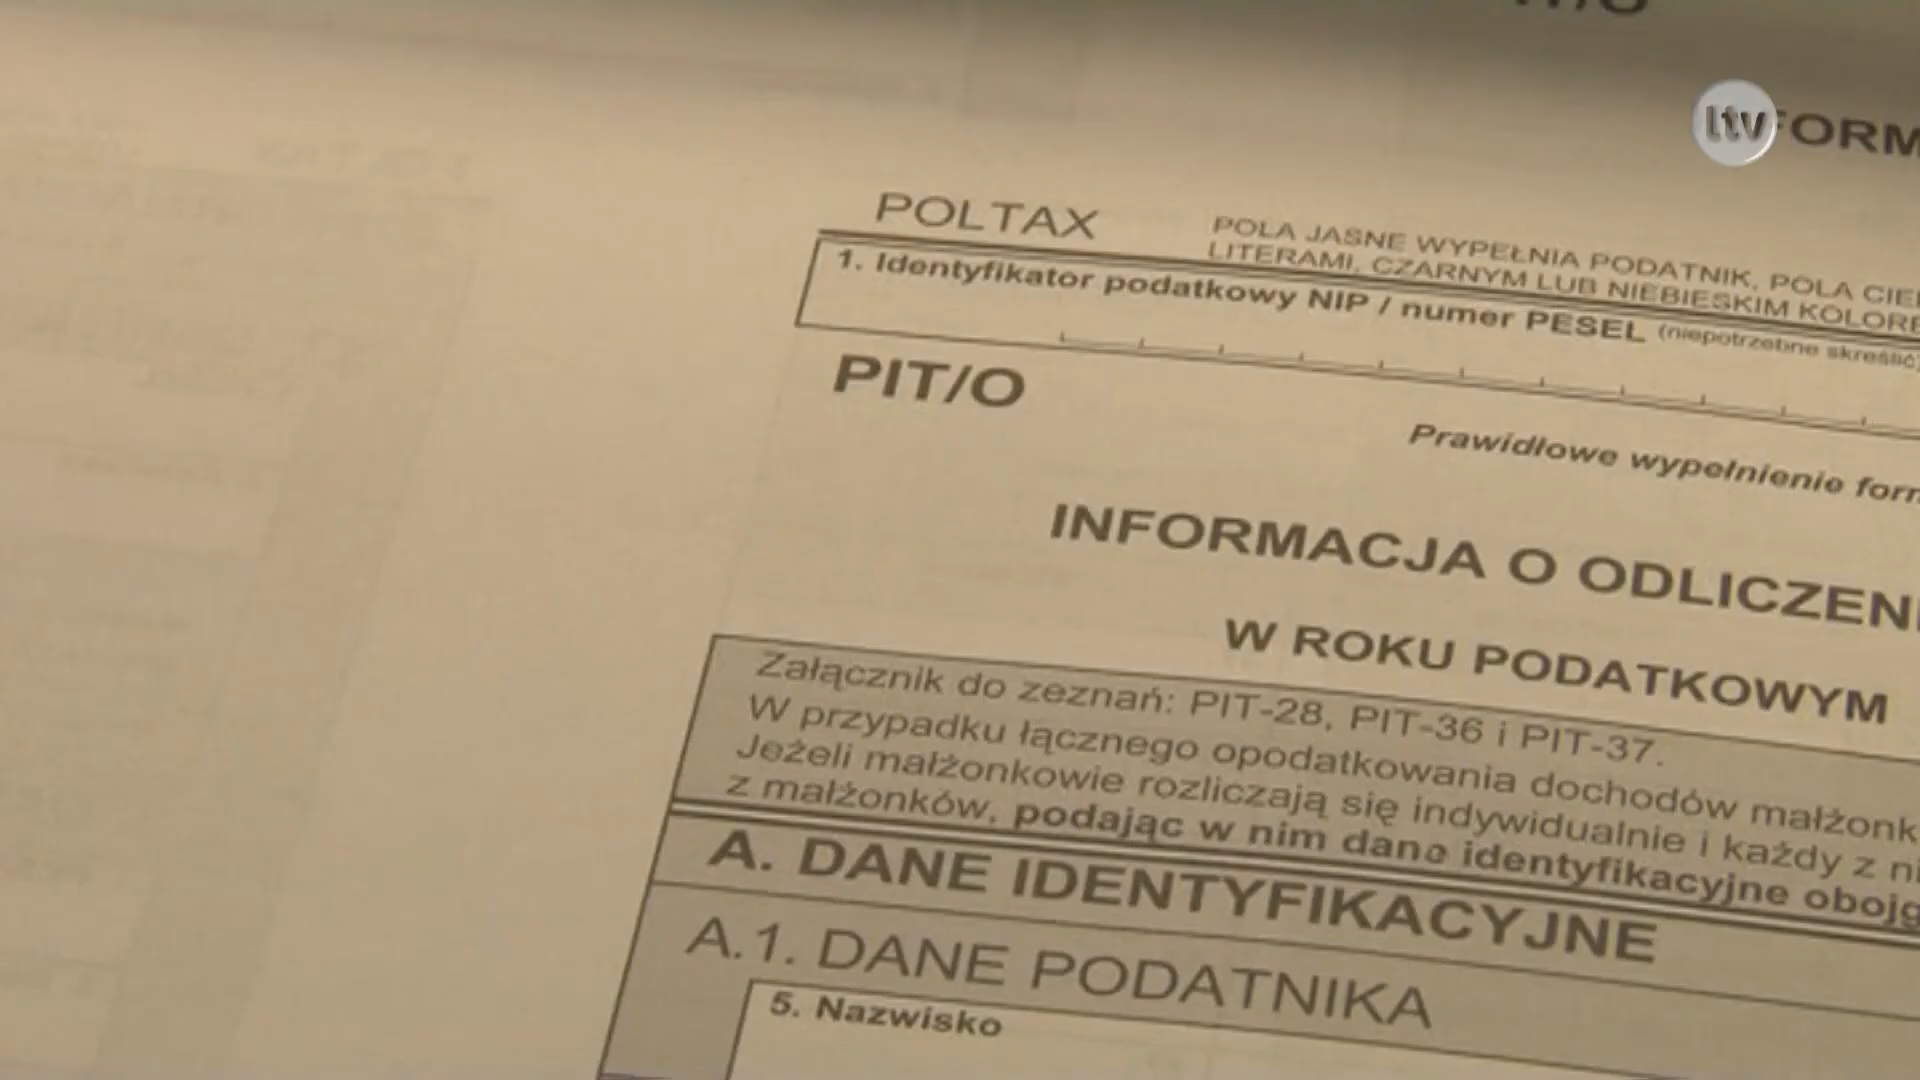 ltv
FORM
POLTAX
POLA JASNE WYPEŁNIA PODATNIK, POLA CIE
LITERAMI, CZARNYM LUB NIEBIESKIM KOLORE
1. Identyfikator podatkowy NIP / numer PESEL (niepotrzebne skreślić)
PIT/O
Prawidłowe wypełnienie form
INFORMACJA O ODLICZENI
W ROKU PODATKOWYM
Załącznik do zeznań: PIT-28, PIT-36 i PIT-37.
W przypadku łącznego opodatkowania dochodów małżonk
Jeżeli małżonkowie rozliczają się indywidualnie i każdy z ni
z małżonków, podając w nim dane identyfikacyjne obojg
A. DANE IDENTYFIKACYJNE
A.1. DANE PODATNIKA
5. Nazwisko